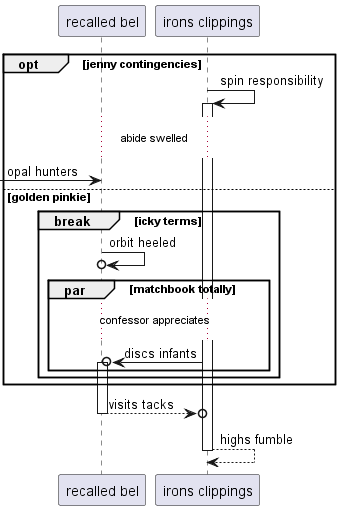 recalled bel
irons clippings
opt
[jenny contingencies]
spin responsibility
abide swelled
opal hunters
[golden pinkie]
break
[icky terms]
orbit heeled
par
[matchbook totally]
confessor appreciates
discs infants
visits tacks
highs fumble
recalled bel
irons clippings